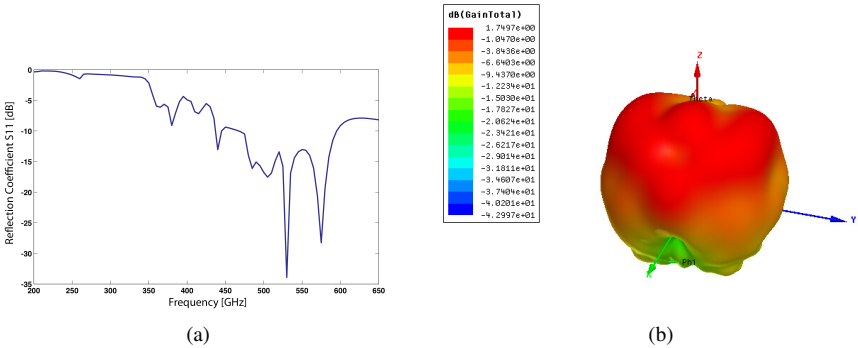 Reflection Coefficient S11 [dB]
0
-5
-10
-15
-20
-25
-30
-35
200 250 300 350 400 450 500 550 600 650
Frequency [GHz]
(a)
dB(GainTotal)
1.7497e+00
-1.0470e+00
-3.8436e+00
-6.6403e+00
-9.4370e+00
-1.2234e+01
-1.5030e+01
-1.7827e+01
-2.0624e+01
-2.3421e+01
-2.6217e+01
-2.9014e+01
-3.1811e+01
-3.4607e+01
-3.7404e+01
-4.0201e+01
-4.2997e+01
Z
Theta
Y
Phi
X
(b)